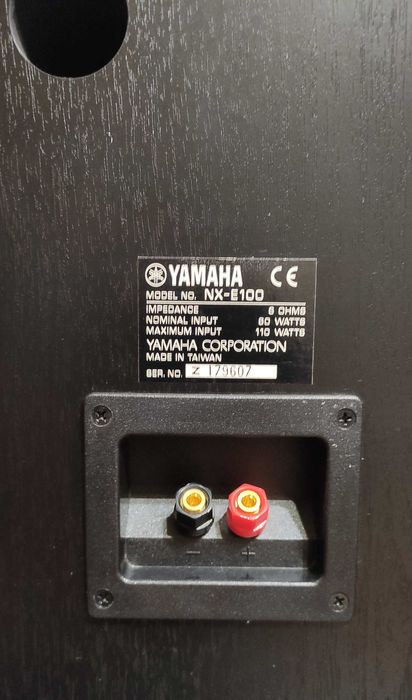 YAMAHA CE
MODEL NO. NX-E100
IMPEDANCE 6 OHMS
NOMINAL INPUT 60 WATTS
MAXIMUM INPUT 110 WATTS
YAMAHA CORPORATION
MADE IN TAIWAN
SER. NO. Z 179607
- +